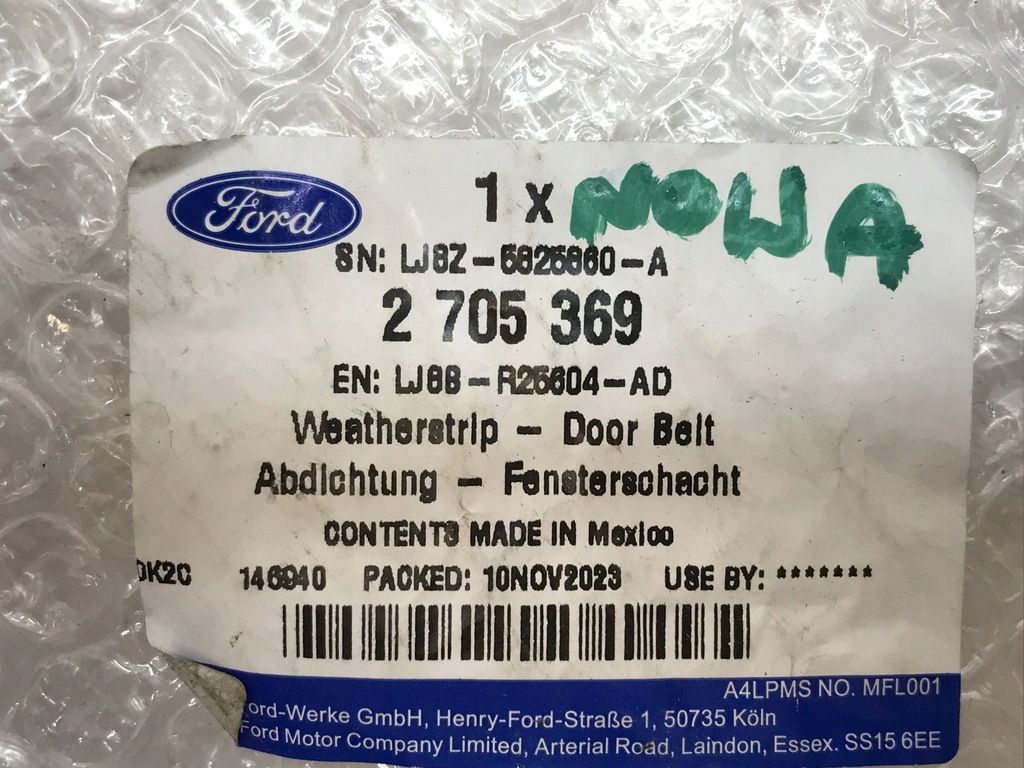 Ford
1 x NOWA
SN: LJ8Z-5825860-A
2 705 369
EN: LJ8B-R25604-AD
Weatherstrip - Door Belt
Abdichtung - Fensterschacht
CONTENTS MADE IN Mexico
DK2C 146940 PACKED: 10NOV2023 USE BY: *******
A4LPMS NO. MFL001
ord-Werke GmbH, Henry-Ford-Straße 1, 50735 Köln
Ford Motor Company Limited, Arterial Road, Laindon, Essex. SS15 6EE